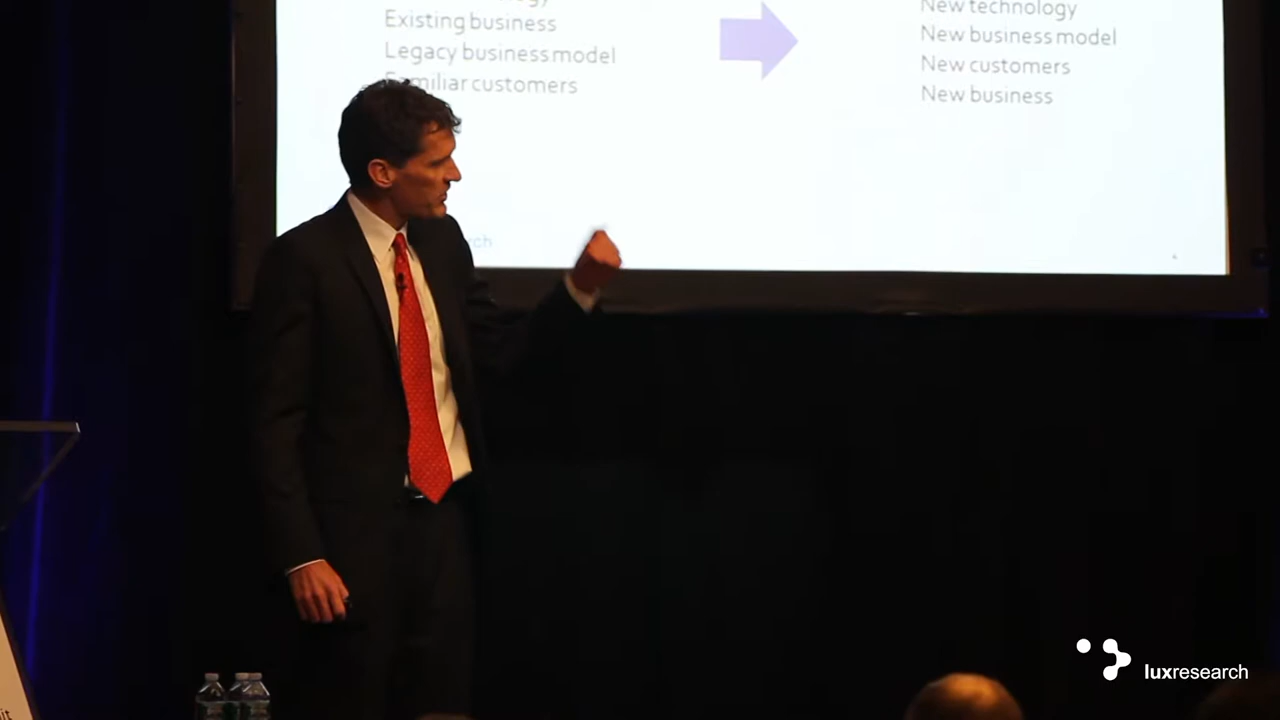 Existing business
Legacy business model
Familiar customers
New technology
New business model
New customers
New business
luxresearch